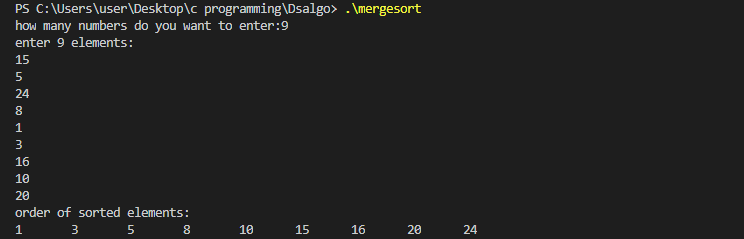 PS C:\Users\user\Desktop\c programming\Dsalgo> .\mergesort
how many numbers do you want to enter:9
enter 9 elements:
15
5
24
8
1
3
16
10
20
order of sorted elements:
1 3 5 8 10 15 16 20 24